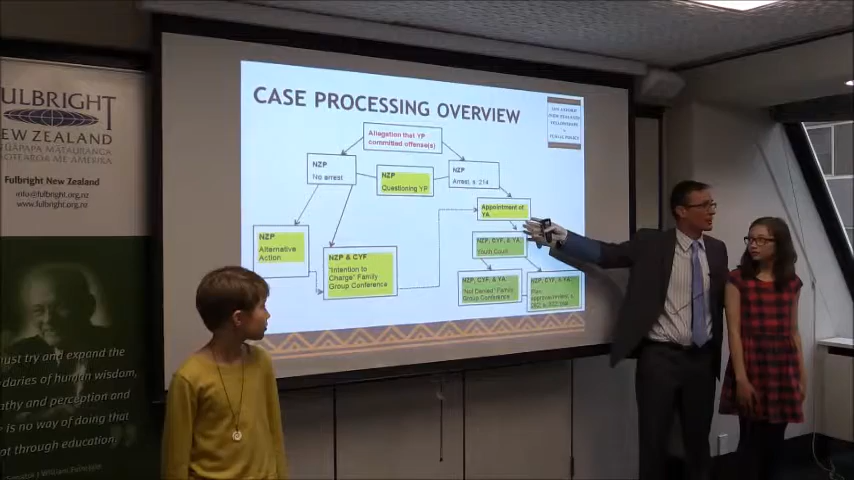 ULBRIGHT
NEW ZEALAND
Fulbright New Zealand
info@fulbright.org.nz
www.fulbright.org.nz
must try to expand the
daries of human wisdom,
athy and perception, and
is no way of doing that
through education.
CASE PROCESSING OVERVIEW
Allegation that YP
committed offense(s)
NZP
No arrest
NZP
Questioning YP
NZP
Arrest s. 214
Appointment of
YA
NZP
Alternative
Action
NZP & CYF
"Intention to
Charge" Family
Group Conference
NZP, CYF, & YA
Youth Court
NZP, CYF, & YA
"Not Denied" Family
Group Conference
NZP, CYF, & YA
Plan